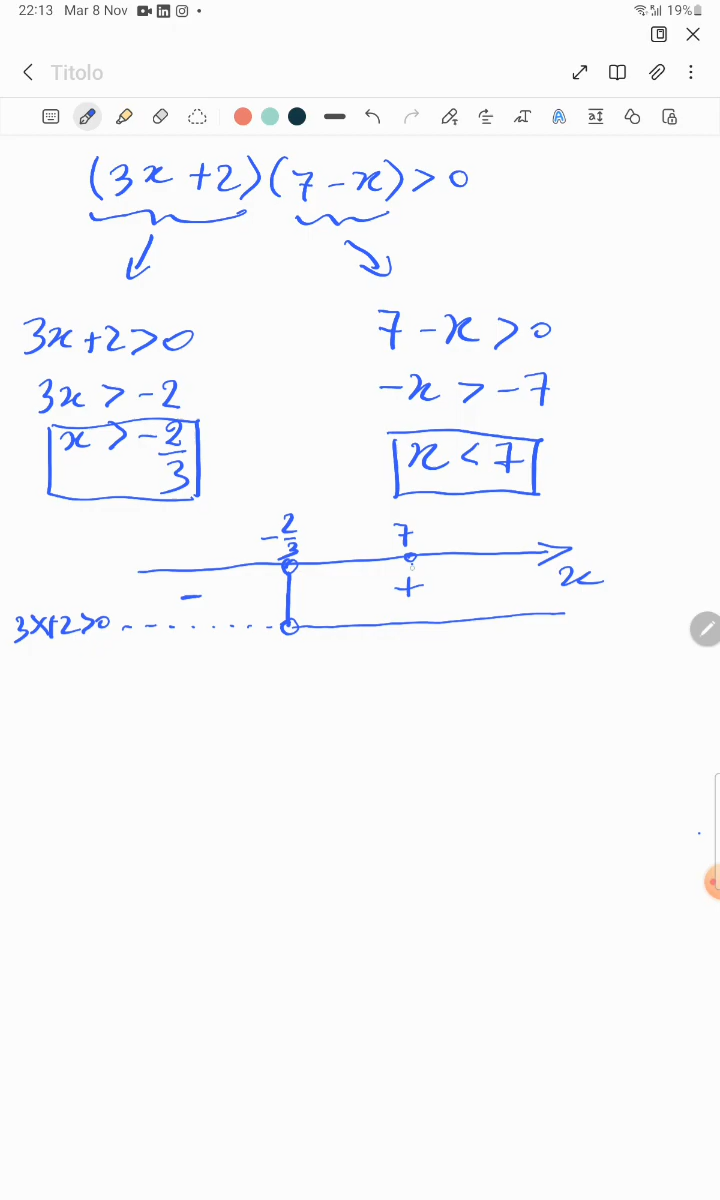 22:13 Mar 8 Nov
19%
Titolo
(3x +2)(7 -x) > 0
3x+2>0
7 -x > 0
3x > -2
-x > -7
x > -2/3
x < 7
-2/3
7
x
- +
3x+2>0